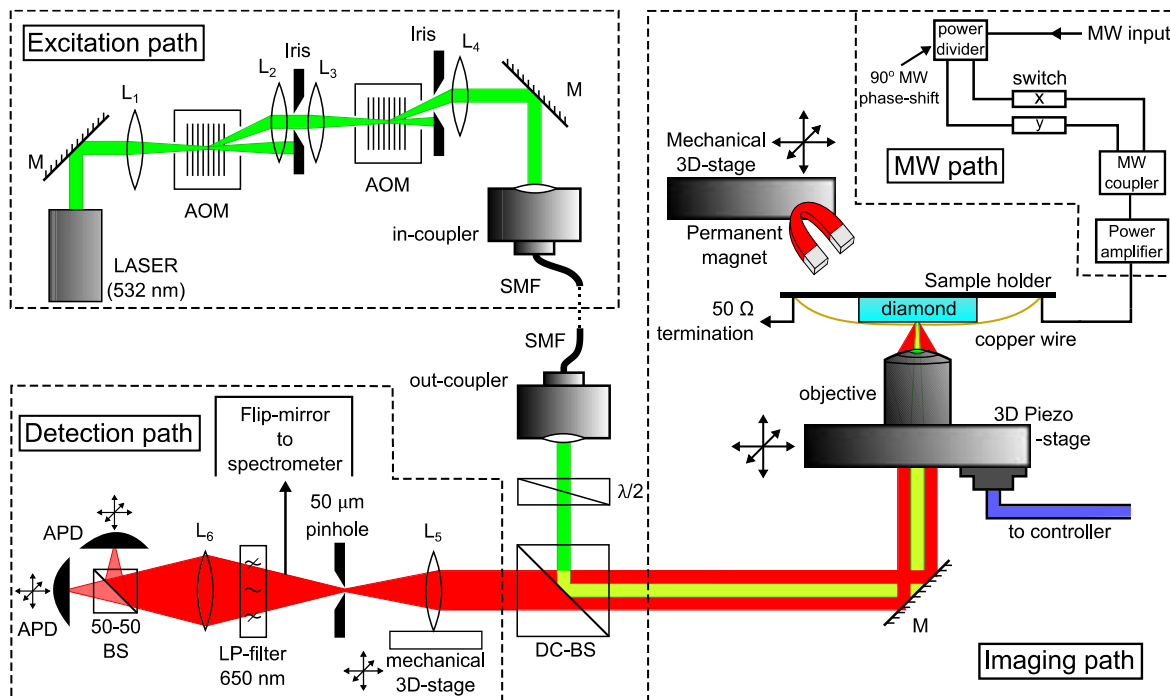 Excitation path
L1
M
AOM
LASER
(532 nm)
L2
Iris
L3
AOM
Iris
L4
M
in-coupler
SMF
SMF
out-coupler
λ/2
DC-BS
Detection path
Flip-mirror
to
spectrometer
50 μm
pinhole
L5
mechanical
3D-stage
L6
LP-filter
650 nm
APD
APD
50-50
BS
power
divider
MW input
90° MW
phase-shift
switch
x
y
MW path
MW
coupler
Power
amplifier
Mechanical
3D-stage
Permanent
magnet
Sample holder
diamond
50 Ω
termination
copper wire
objective
3D Piezo
-stage
to controller
M
Imaging path